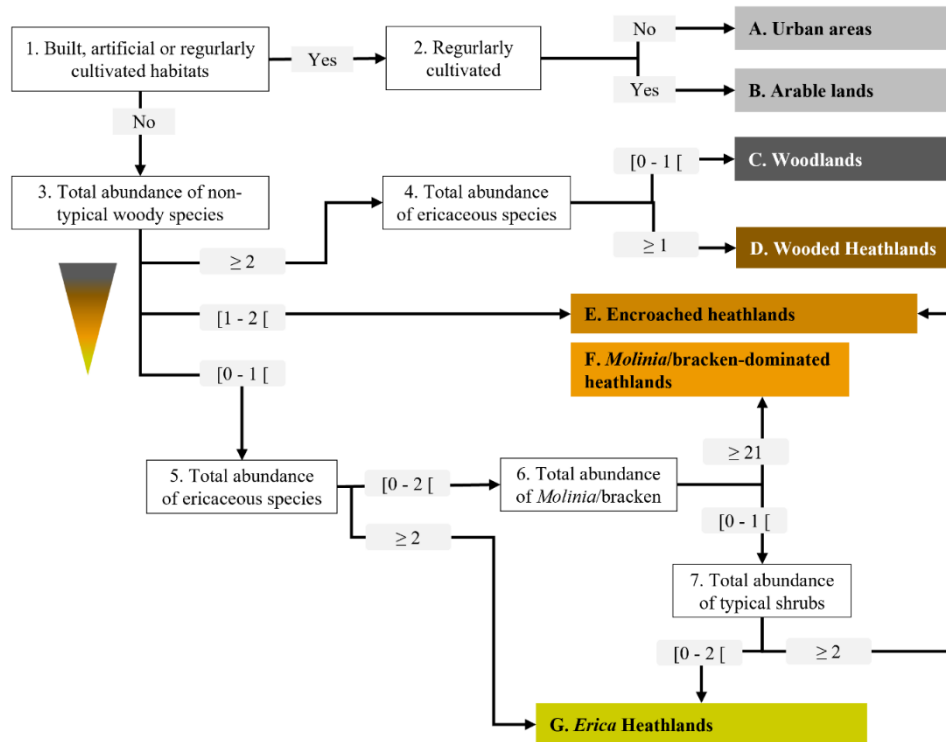 1. Built, artificial or regurlarly
cultivated habitats
Yes
2. Regurlarly
cultivated
No
A. Urban areas
Yes
B. Arable lands
No
3. Total abundance of non-
typical woody species
4. Total abundance
of ericaceous species
[0 - 1 [
C. Woodlands
≥ 1
D. Wooded Heathlands
≥ 2
[1 - 2 [
E. Encroached heathlands
[0 - 1 [
F. Molinia/bracken-dominated
heathlands
5. Total abundance
of ericaceous species
[0 - 2 [
6. Total abundance
of Molinia/bracken
≥ 21
[0 - 1 [
≥ 2
7. Total abundance
of typical shrubs
[0 - 2 [
≥ 2
G. Erica Heathlands